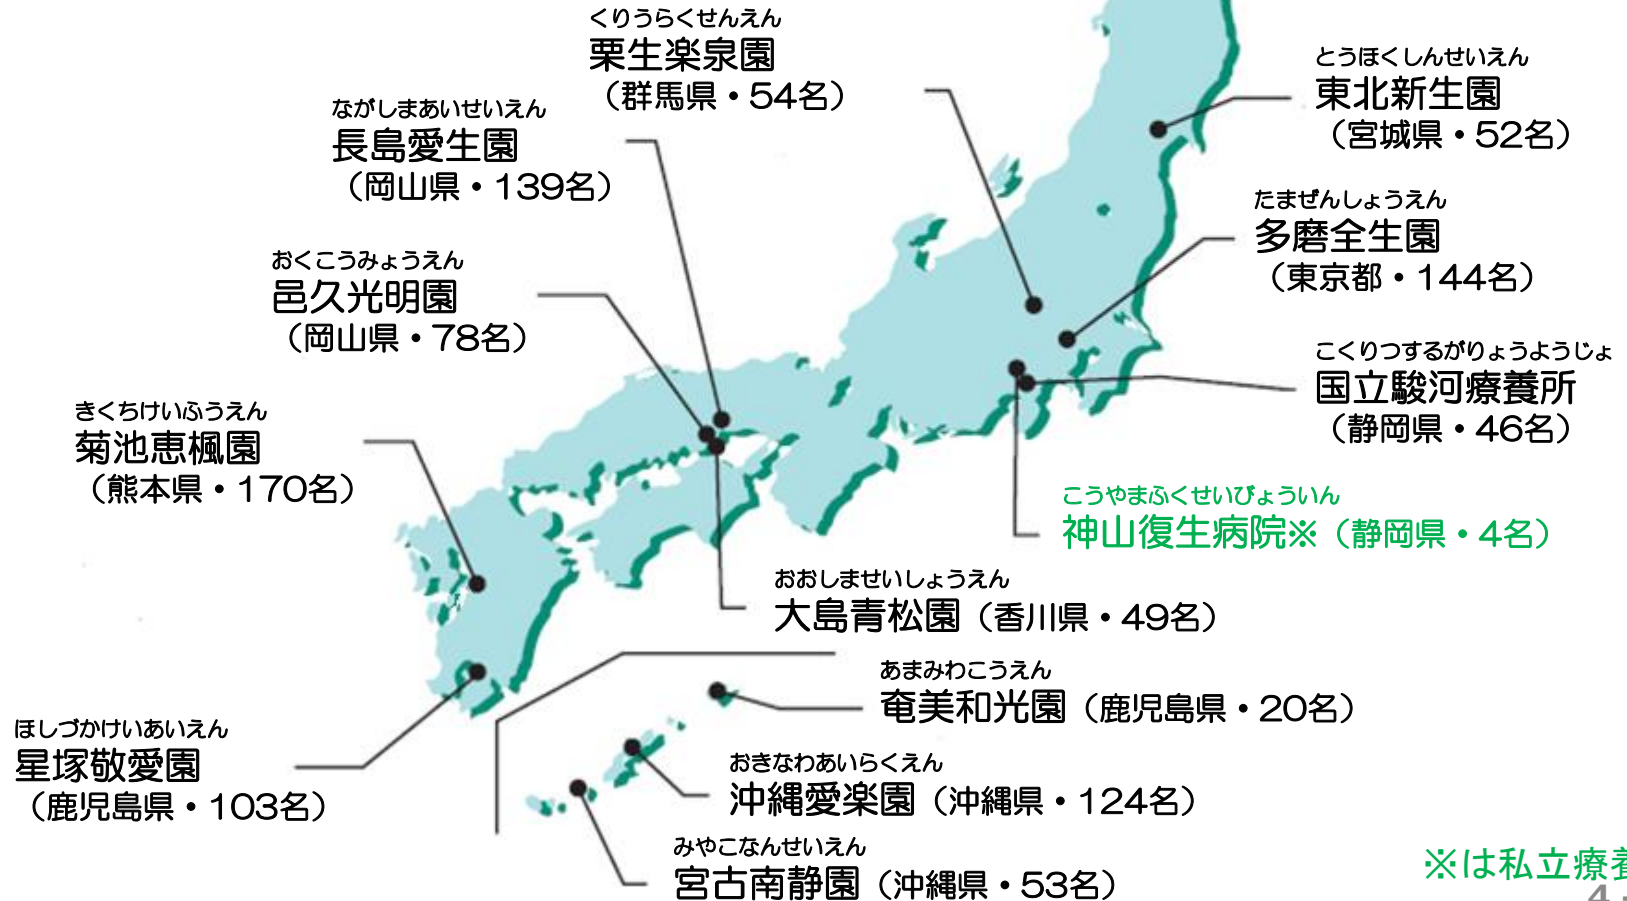 くりうらくせんえん
栗生楽泉園
（群馬県・54名）
とうほくしんせいえん
東北新生園
（宮城県・52名）
ながしまあいせいえん
長島愛生園
（岡山県・139名）
たまぜんしょうえん
多磨全生園
（東京都・144名）
おくこうみょうえん
邑久光明園
（岡山県・78名）
こくりつするがりょうようじょ
国立駿河療養所
（静岡県・46名）
きくちけいふうえん
菊池恵楓園
（熊本県・170名）
こうやまふくせいびょういん
神山復生病院※（静岡県・4名）
おおしませいしょうえん
大島青松園（香川県・49名）
あまみわこうえん
奄美和光園（鹿児島県・20名）
ほしづかけいあいえん
星塚敬愛園
（鹿児島県・103名）
おきなわあいらくえん
沖縄愛楽園（沖縄県・124名）
みやこなんせいえん
宮古南静園（沖縄県・53名）
※は私立療養